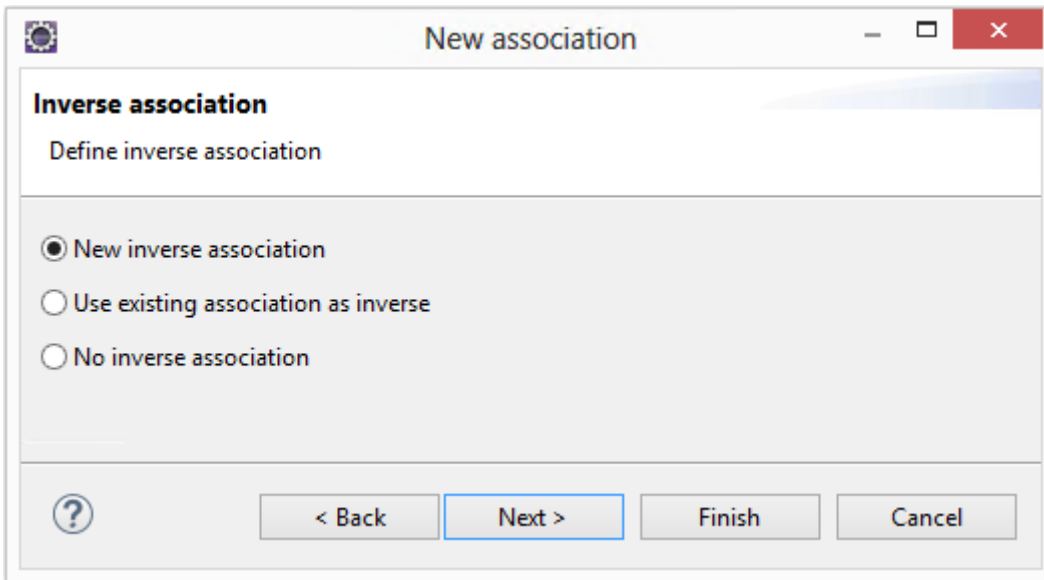 New association
Inverse association
Define inverse association
New inverse association
Use existing association as inverse
No inverse association
? < Back Next > Finish Cancel